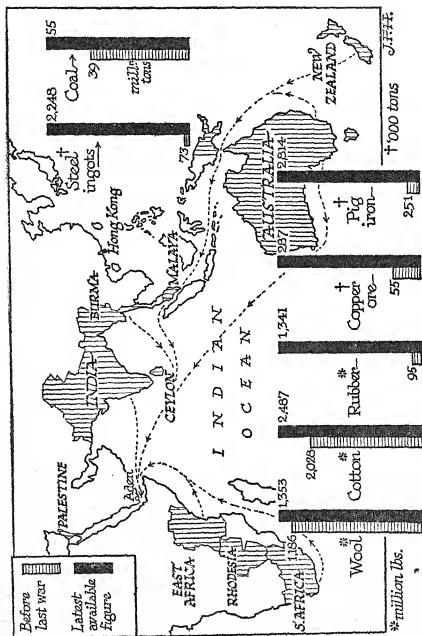 Before
last war
Latest
available
figure
PALESTINE
Aden
INDIA
BURMA
Hong Kong
MALAYA
CEYLON
INDIAN
OCEAN
EAST
AFRICA
RHODESIA
S. AFRICA
AUSTRALIA
NEW
ZEALAND
2,248
Steel†
ingots
73
55
Coal
39
milln
tons
1,353
1,186
*
Wool
2,487
2,028
*
Cotton
1,341
*
Rubber
95
287
†
Copper
ore
55
2,814
†
Pig
iron
251
*million lbs.
†'000 tons
J.F.H.